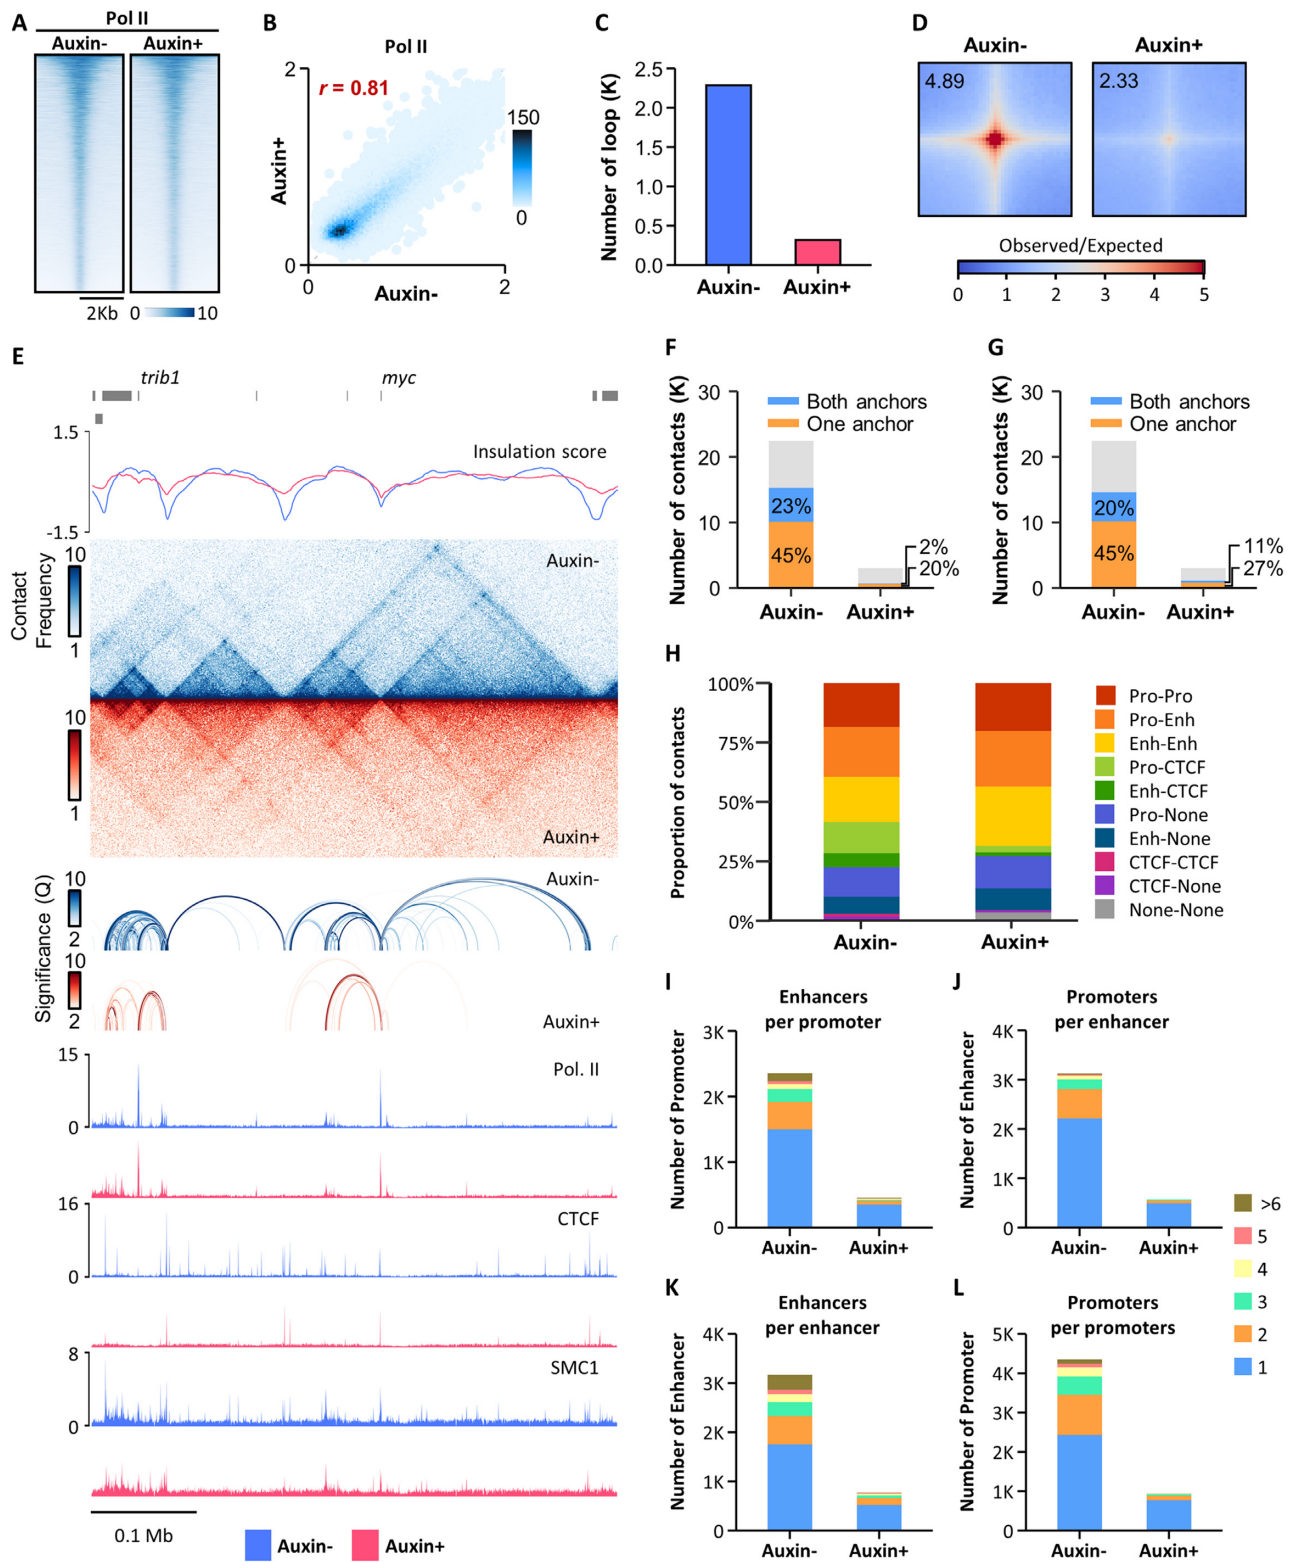 A
Pol II
Auxin-
Auxin+
2Kb
0
10
B
Pol II
2
r = 0.81
Auxin+
150
0
0
0
Auxin-
2
C
Number of loop (K)
2.5
2.0
1.5
1.0
0.5
0.0
Auxin-
Auxin+
D
Auxin-
Auxin+
4.89
2.33
Observed/Expected
0
1
2
3
4
5
E
trib1
myc
1.5
Insulation score
-1.5
Contact
Frequency
10
1
Auxin-
10
1
Auxin+
Significance (Q)
10
2
Auxin-
10
2
Auxin+
15
Pol. II
0
16
CTCF
0
8
SMC1
0
0.1 Mb
Auxin-
Auxin+
F
Number of contacts (K)
30
20
10
0
Both anchors
One anchor
23%
45%
2%
20%
Auxin-
Auxin+
G
Number of contacts (K)
30
20
10
0
Both anchors
One anchor
20%
45%
11%
27%
Auxin-
Auxin+
H
Proportion of contacts
100%
75%
50%
25%
0%
Auxin-
Auxin+
Pro-Pro
Pro-Enh
Enh-Enh
Pro-CTCF
Enh-CTCF
Pro-None
Enh-None
CTCF-CTCF
CTCF-None
None-None
I
Enhancers
per promoter
Number of Promoter
3K
2K
1K
0
Auxin-
Auxin+
J
Promoters
per enhancer
Number of Enhancer
4K
3K
2K
1K
0
Auxin-
Auxin+
K
Enhancers
per enhancer
Number of Enhancer
4K
3K
2K
1K
0
Auxin-
Auxin+
L
Promoters
per promoters
Number of Promoter
5K
4K
3K
2K
1K
0
Auxin-
Auxin+
>6
5
4
3
2
1